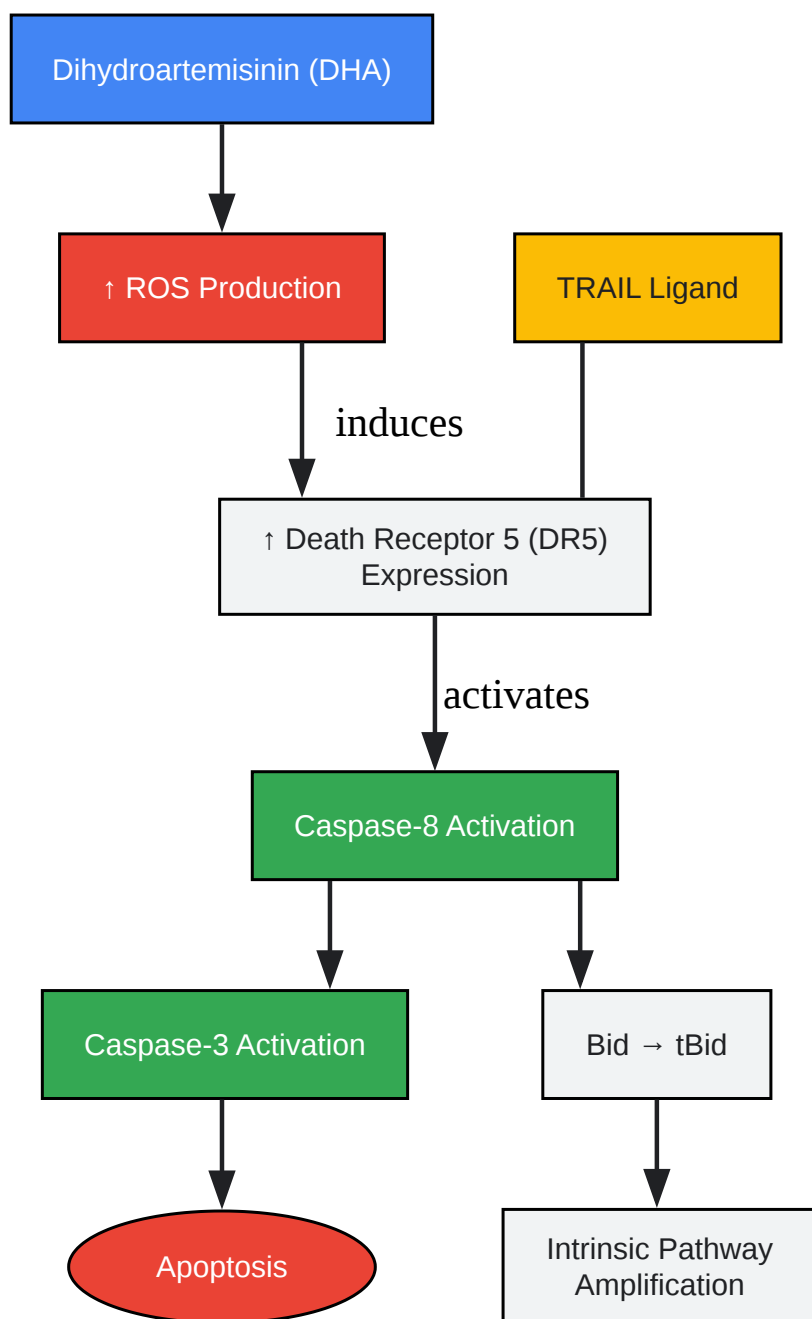 Dihydroartemisinin (DHA)
↑ ROS Production
TRAIL Ligand
induces
↑ Death Receptor 5 (DR5)
Expression
activates
Caspase-8 Activation
Caspase-3 Activation
Bid → tBid
Apoptosis
Intrinsic Pathway
Amplification